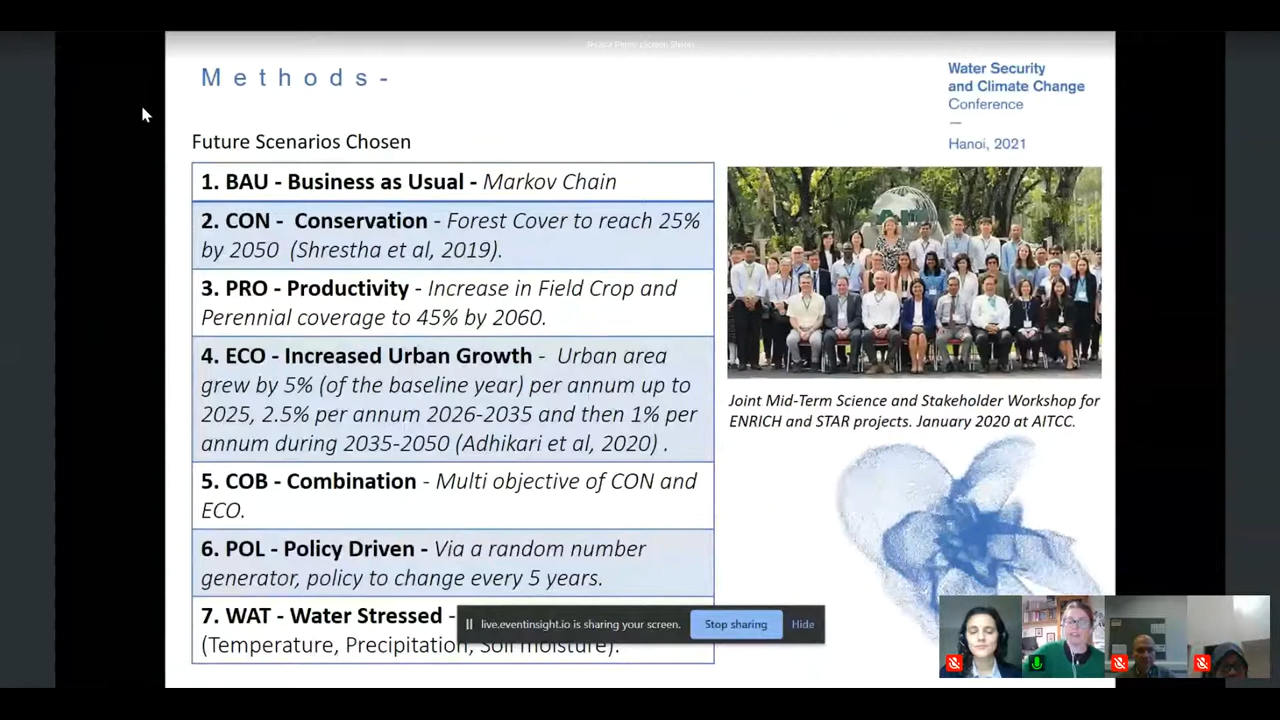 Methods-
Water Security
and Climate Change
Conference
—
Hanoi, 2021
Future Scenarios Chosen
1. BAU - Business as Usual - Markov Chain
2. CON - Conservation - Forest Cover to reach 25%
by 2050 (Shrestha et al, 2019).
3. PRO - Productivity - Increase in Field Crop and
Perennial coverage to 45% by 2060.
4. ECO - Increased Urban Growth - Urban area
grew by 5% (of the baseline year) per annum up to
2025, 2.5% per annum 2026-2035 and then 1% per
annum during 2035-2050 (Adhikari et al, 2020) .
5. COB - Combination - Multi objective of CON and
ECO.
6. POL - Policy Driven - Via a random number
generator, policy to change every 5 years.
7. WAT - Water Stressed -
(Temperature, Precipitation, Soil moisture).
Joint Mid-Term Science and Stakeholder Workshop for
ENRICH and STAR projects. January 2020 at AITCC.
live.eventinsight.io is sharing your screen.
Stop sharing
Hide